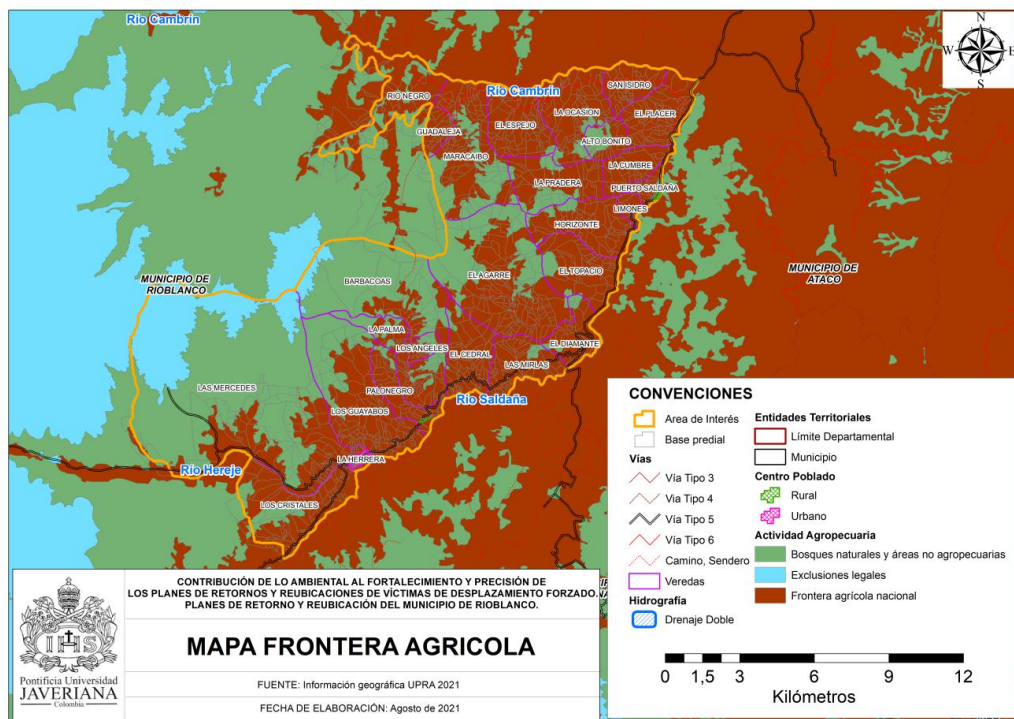 Río Cambrin
N
W E
S
Río Cambrín
SAN ISIDRO
RIO NEGRO
LA OCASION
EL PLACER
EL ESPEJO
GUADALEJA
ALTO BONITO
MARACAIBO
LA CUMBRE
LA PRADERA
PUERTO SALDAÑA
LIMONES
HORIZONTE
MUNICIPIO DE
RIOBLANCO
BARBACOAS
EL AGARRE
EL TOPACIO
MUNICIPIO DE
ATACO
LA PALMA
LOS ANGELES
EL CEDRAL
EL DIAMANTE
LAS MIRLAS
LAS MERCEDES
PALONEGRO
LOS GUAYABOS
Río Saldaña
LA HERRERA
Río Hereje
LOS CRISTALES
CONVENCIONES
Area de Interés
Base predial
Vías
Vía Tipo 3
Via Tipo 4
Vía Tipo 5
Vía Tipo 6
Camino, Sendero
Veredas
Hidrografía
Drenaje Doble
Entidades Territoriales
Límite Departamental
Municipio
Centro Poblado
Rural
Urbano
Actividad Agropecuaria
Bosques naturales y áreas no agropecuarias
Exclusiones legales
Frontera agrícola nacional
0 1,5 3 6 9 12
Kilómetros
IHS
Pontificia Universidad
JAVERIANA
Colombia
CONTRIBUCIÓN DE LO AMBIENTAL AL FORTALECIMIENTO Y PRECISIÓN DE
LOS PLANES DE RETORNOS Y REUBICACIONES DE VÍCTIMAS DE DESPLAZAMIENTO FORZADO.
PLANES DE RETORNO Y REUBICACIÓN DEL MUNICIPIO DE RIOBLANCO.
MAPA FRONTERA AGRICOLA
FUENTE: Información geográfica UPRA 2021
FECHA DE ELABORACIÓN: Agosto de 2021